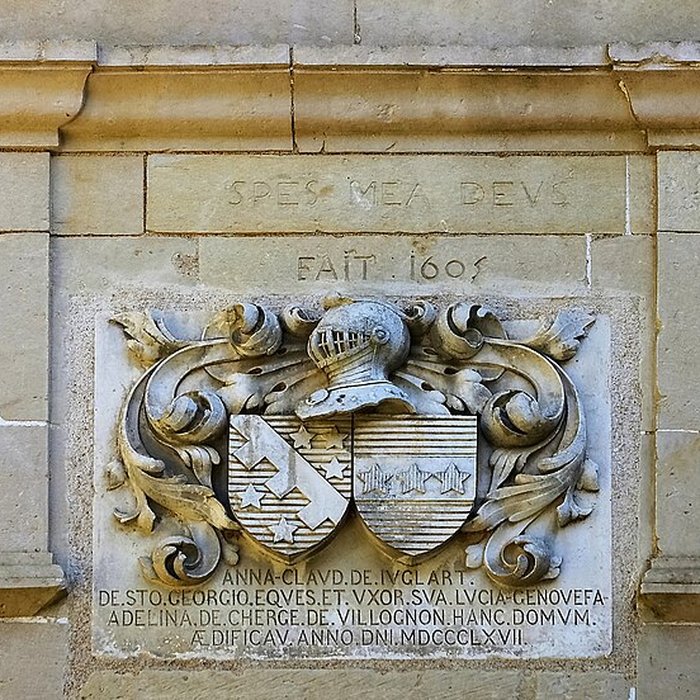 SPES MEA DEVS
FAIT 1605
ANNA-CLAVD.DE.IVGLART.
DE.STO.GEORGIO.EQVES.ET.VXOR.SVA.LVCIA-GENOVEFA-
ADELINA.DE.CHERGE.DE.VILLOGNON.HANC.DOMVM.
ÆDIFICAV.ANNO.DNI.MDCCCLXVII.